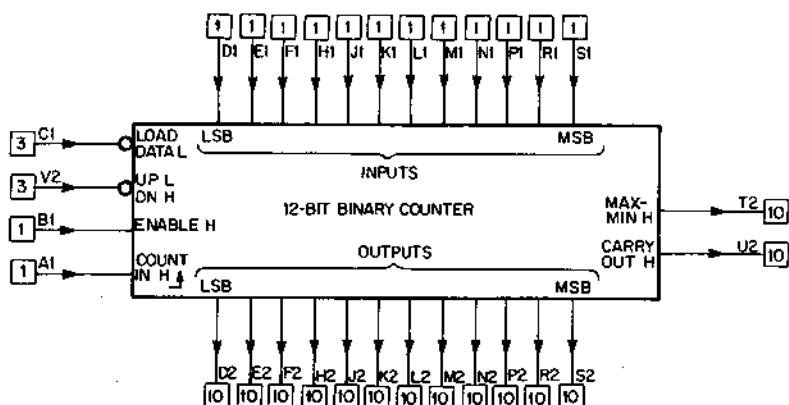 1 1 1 1 1 1 1 1 1 1 1 1
D1 E1 F1 H1 J1 K1 L1 M1 N1 P1 R1 S1
LSB MSB
INPUTS
3 C1 LOAD
DATA L
3 V2 UP L
DN H
12-BIT BINARY COUNTER
1 B1 ENABLE H
MAX-
MIN H T2 10
CARRY
OUT H U2 10
1 A1 COUNT
IN H
OUTPUTS
LSB MSB
D2 E2 F2 H2 J2 K2 L2 M2 N2 P2 R2 S2
10 10 10 10 10 10 10 10 10 10 10 10